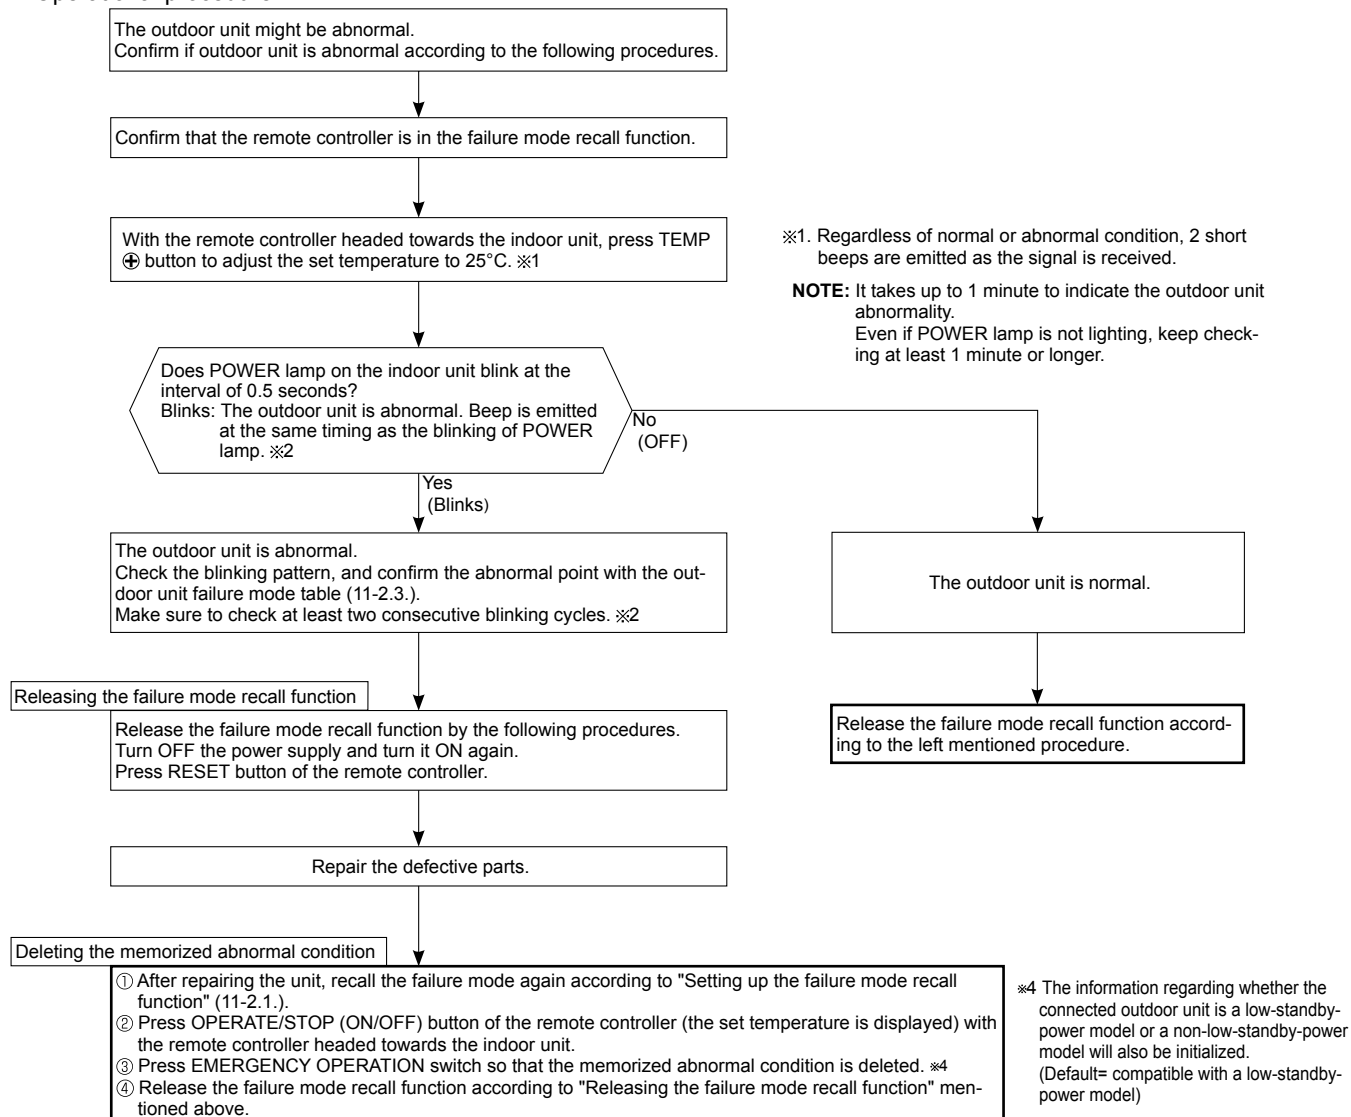 The outdoor unit might be abnormal.
Confirm if outdoor unit is abnormal according to the following procedures.
Confirm that the remote controller is in the failure mode recall function.
With the remote controller headed towards the indoor unit, press TEMP
⊕ button to adjust the set temperature to 25°C. ※1
※1. Regardless of normal or abnormal condition, 2 short
beeps are emitted as the signal is received.
NOTE: It takes up to 1 minute to indicate the outdoor unit
abnormality.
Even if POWER lamp is not lighting, keep check-
ing at least 1 minute or longer.
Does POWER lamp on the indoor unit blink at the
interval of 0.5 seconds?
Blinks: The outdoor unit is abnormal. Beep is emitted
at the same timing as the blinking of POWER
lamp. ※2
No
(OFF)
Yes
(Blinks)
The outdoor unit is abnormal.
Check the blinking pattern, and confirm the abnormal point with the out-
door unit failure mode table (11-2.3.).
Make sure to check at least two consecutive blinking cycles. ※2
The outdoor unit is normal.
Releasing the failure mode recall function
Release the failure mode recall function by the following procedures.
Turn OFF the power supply and turn it ON again.
Press RESET button of the remote controller.
Release the failure mode recall function accord-
ing to the left mentioned procedure.
Repair the defective parts.
Deleting the memorized abnormal condition
① After repairing the unit, recall the failure mode again according to "Setting up the failure mode recall
function" (11-2.1.).
② Press OPERATE/STOP (ON/OFF) button of the remote controller (the set temperature is displayed) with
the remote controller headed towards the indoor unit.
③ Press EMERGENCY OPERATION switch so that the memorized abnormal condition is deleted. ※4
④ Release the failure mode recall function according to "Releasing the failure mode recall function" men-
tioned above.
※4 The information regarding whether the
connected outdoor unit is a low-standby-
power model or a non-low-standby-power
model will also be initialized.
(Default= compatible with a low-standby-
power model)